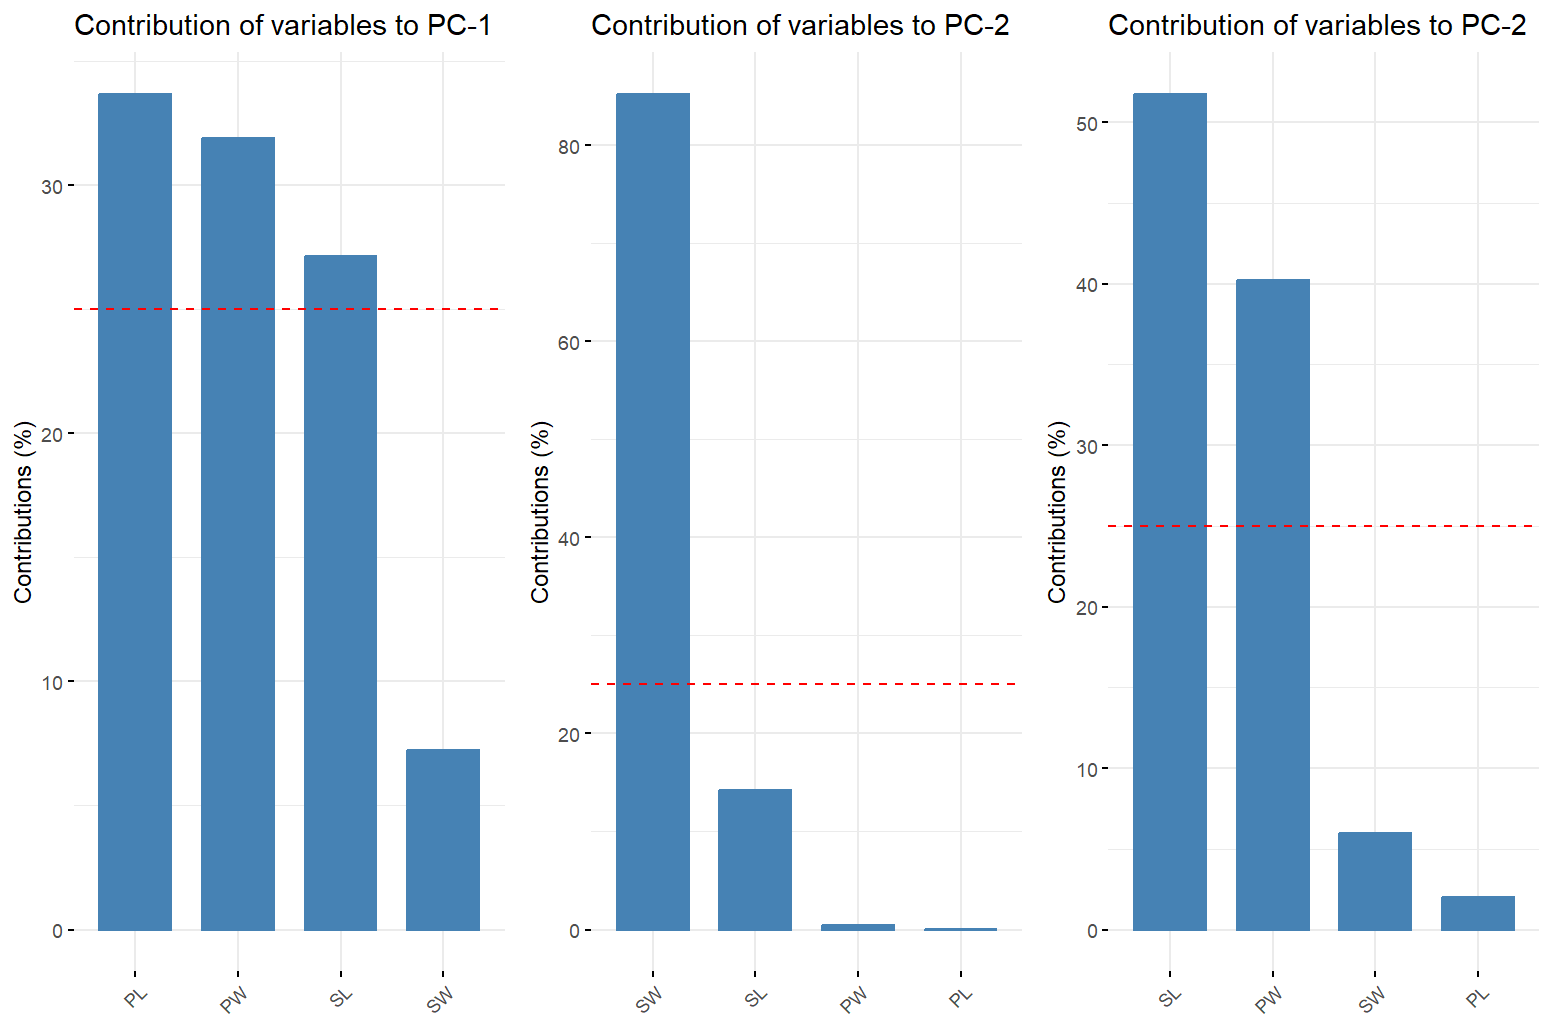 Contribution of variables to PC-1
Contributions (%)
30
20
10
0
PL
PW
SL
SW
Contribution of variables to PC-2
Contributions (%)
80
60
40
20
0
SW
SL
PW
PL
Contribution of variables to PC-2
Contributions (%)
50
40
30
20
10
0
SL
PW
SW
PL